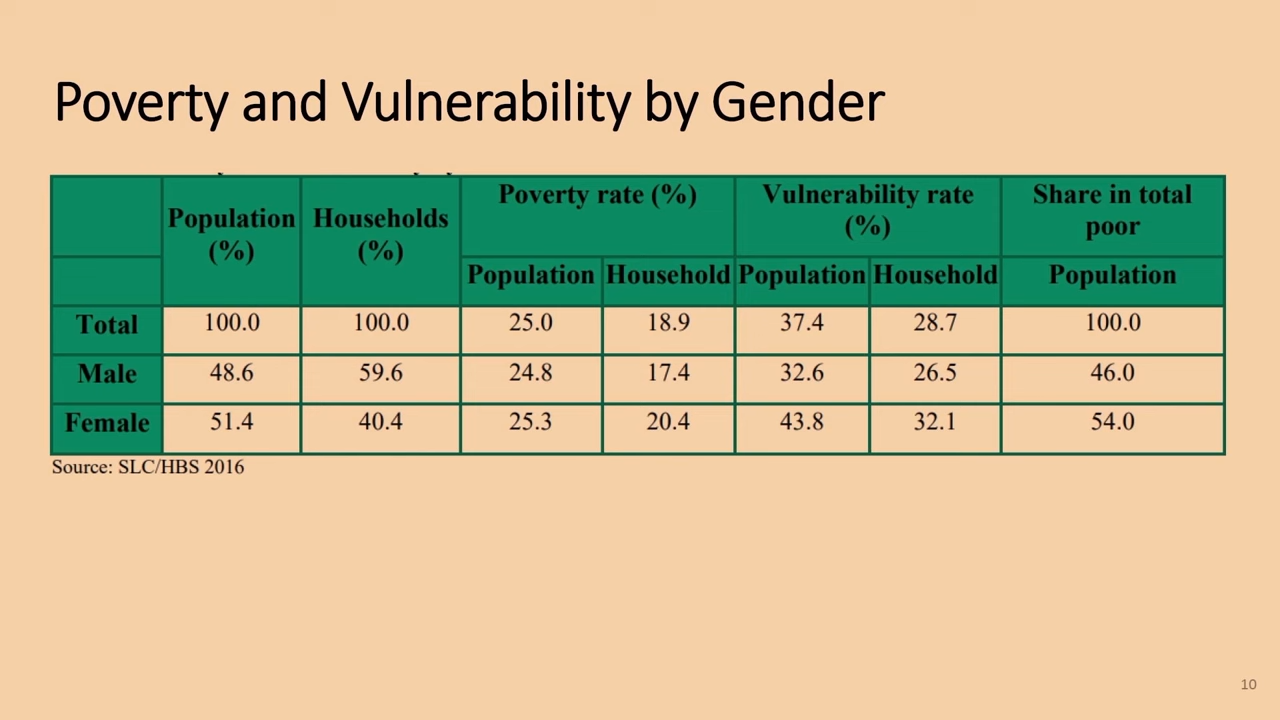 Poverty and Vulnerability by Gender
Population (%) Households (%) Poverty rate (%) Vulnerability rate (%) Share in total poor
Population Household Population Household Population
Total 100.0 100.0 25.0 18.9 37.4 28.7 100.0
Male 48.6 59.6 24.8 17.4 32.6 26.5 46.0
Female 51.4 40.4 25.3 20.4 43.8 32.1 54.0
Source: SLC/HBS 2016
10